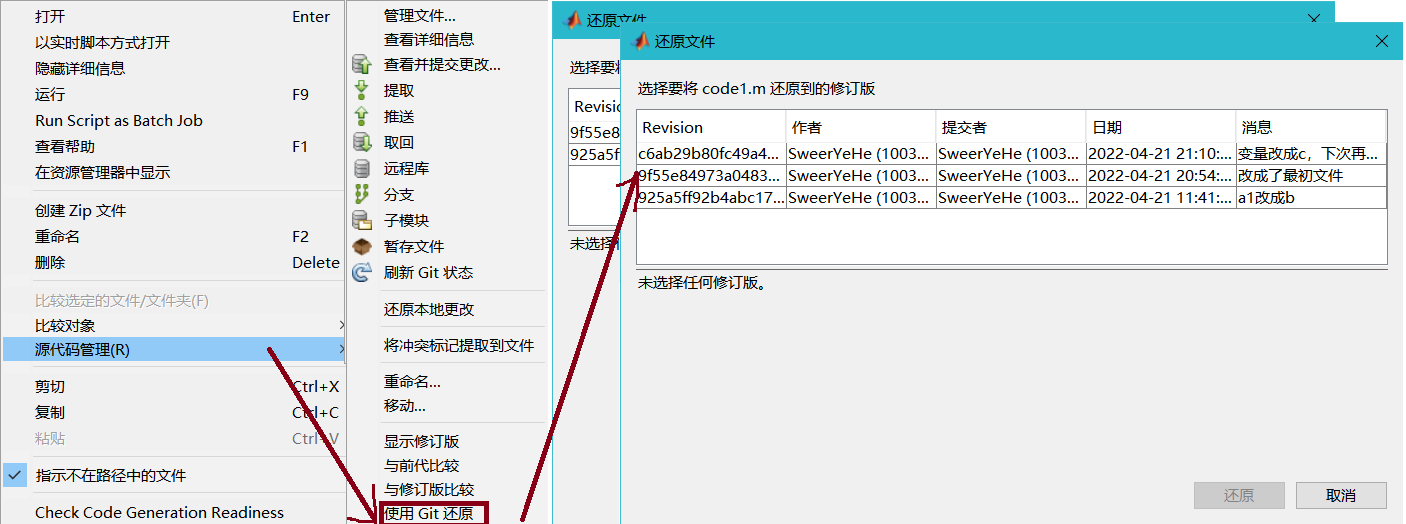 打开 Enter
以实时脚本方式打开
隐藏详细信息
运行 F9
Run Script as Batch Job
查看帮助 F1
在资源管理器中显示
创建 Zip 文件
重命名 F2
删除 Delete
比较选定的文件/文件夹(F)
比较对象
源代码管理(R)
剪切 Ctrl+X
复制 Ctrl+C
粘贴 Ctrl+V
指示不在路径中的文件
Check Code Generation Readiness
管理文件...
查看详细信息
查看并提交更改...
提取
推送
取回
远程库
分支
子模块
暂存文件
刷新 Git 状态
还原本地更改
将冲突标记提取到文件
重命名...
移动...
显示修订版
与前代比较
与修订版比较
使用 Git 还原
还原文件
选择要将
Revisi
9f55e8
925a5f
未选择
还原文件
选择要将 code1.m 还原到的修订版
Revision 作者 提交者 日期 消息
c6ab29b80fc49a4... SweerYeHe (1003... SweerYeHe (1003... 2022-04-21 21:10:... 变量改成c，下次再...
9f55e84973a0483... SweerYeHe (1003... SweerYeHe (1003... 2022-04-21 20:54:... 改成了最初文件
925a5ff92b4abc17... SweerYeHe (1003... SweerYeHe (1003... 2022-04-21 11:41:... a1改成b
未选择任何修订版。
还原 取消